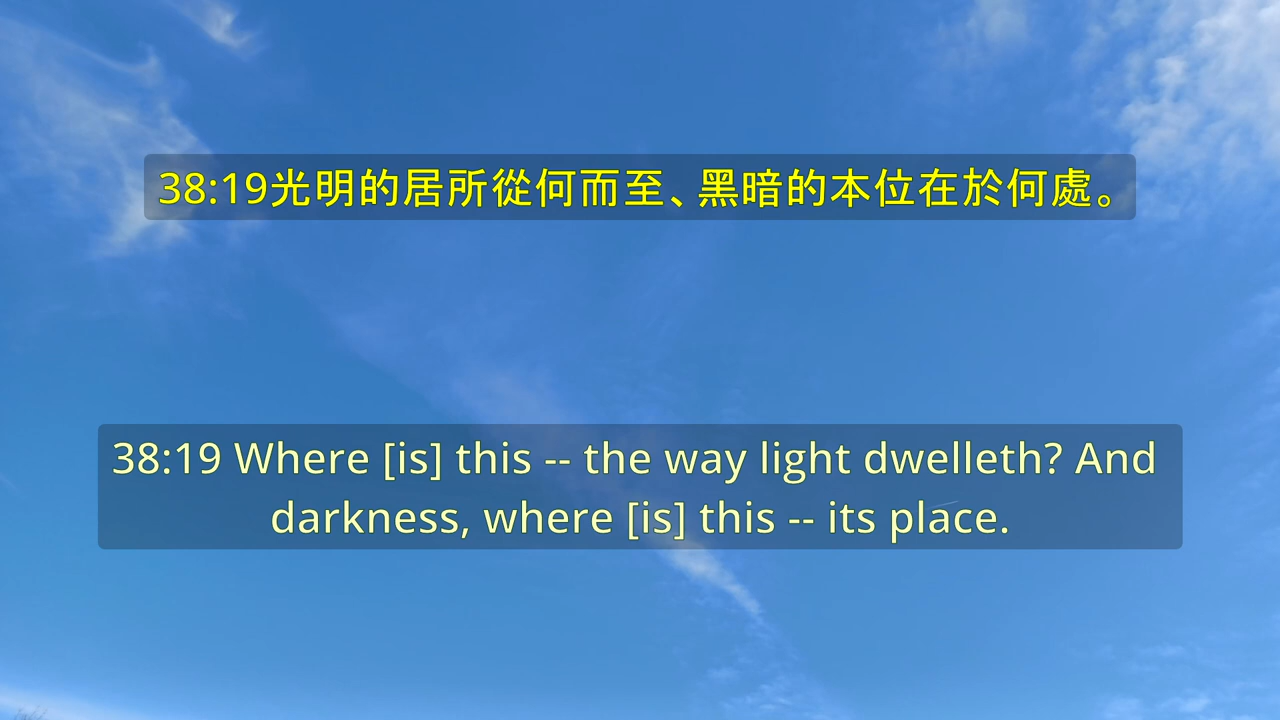 38:19光明的居所從何而至、黑暗的本位在於何處。
38:19 Where [is] this -- the way light dwelleth? And
darkness, where [is] this -- its place.